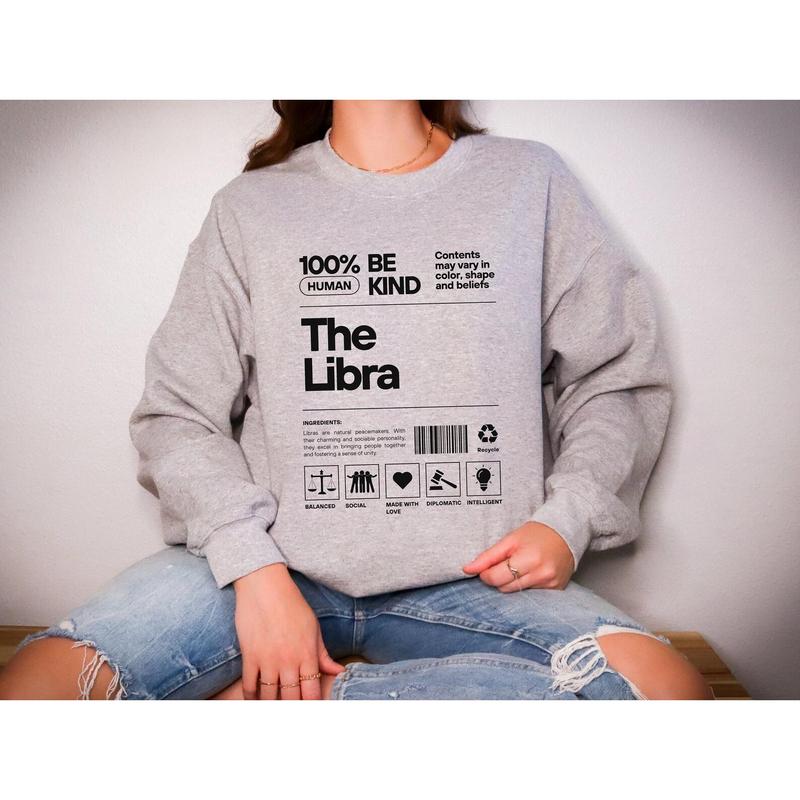 100% BE
HUMAN KIND
Contents
may vary in
color, shape
and beliefs
The
Libra
INGREDIENTS:
Libras are natural peacemakers. With
their charming and sociable personality,
they excel in bringing people together
and fostering a sense of unity.
Recycle
BALANCED
SOCIAL
MADE WITH
LOVE
DIPLOMATIC
INTELLIGENT